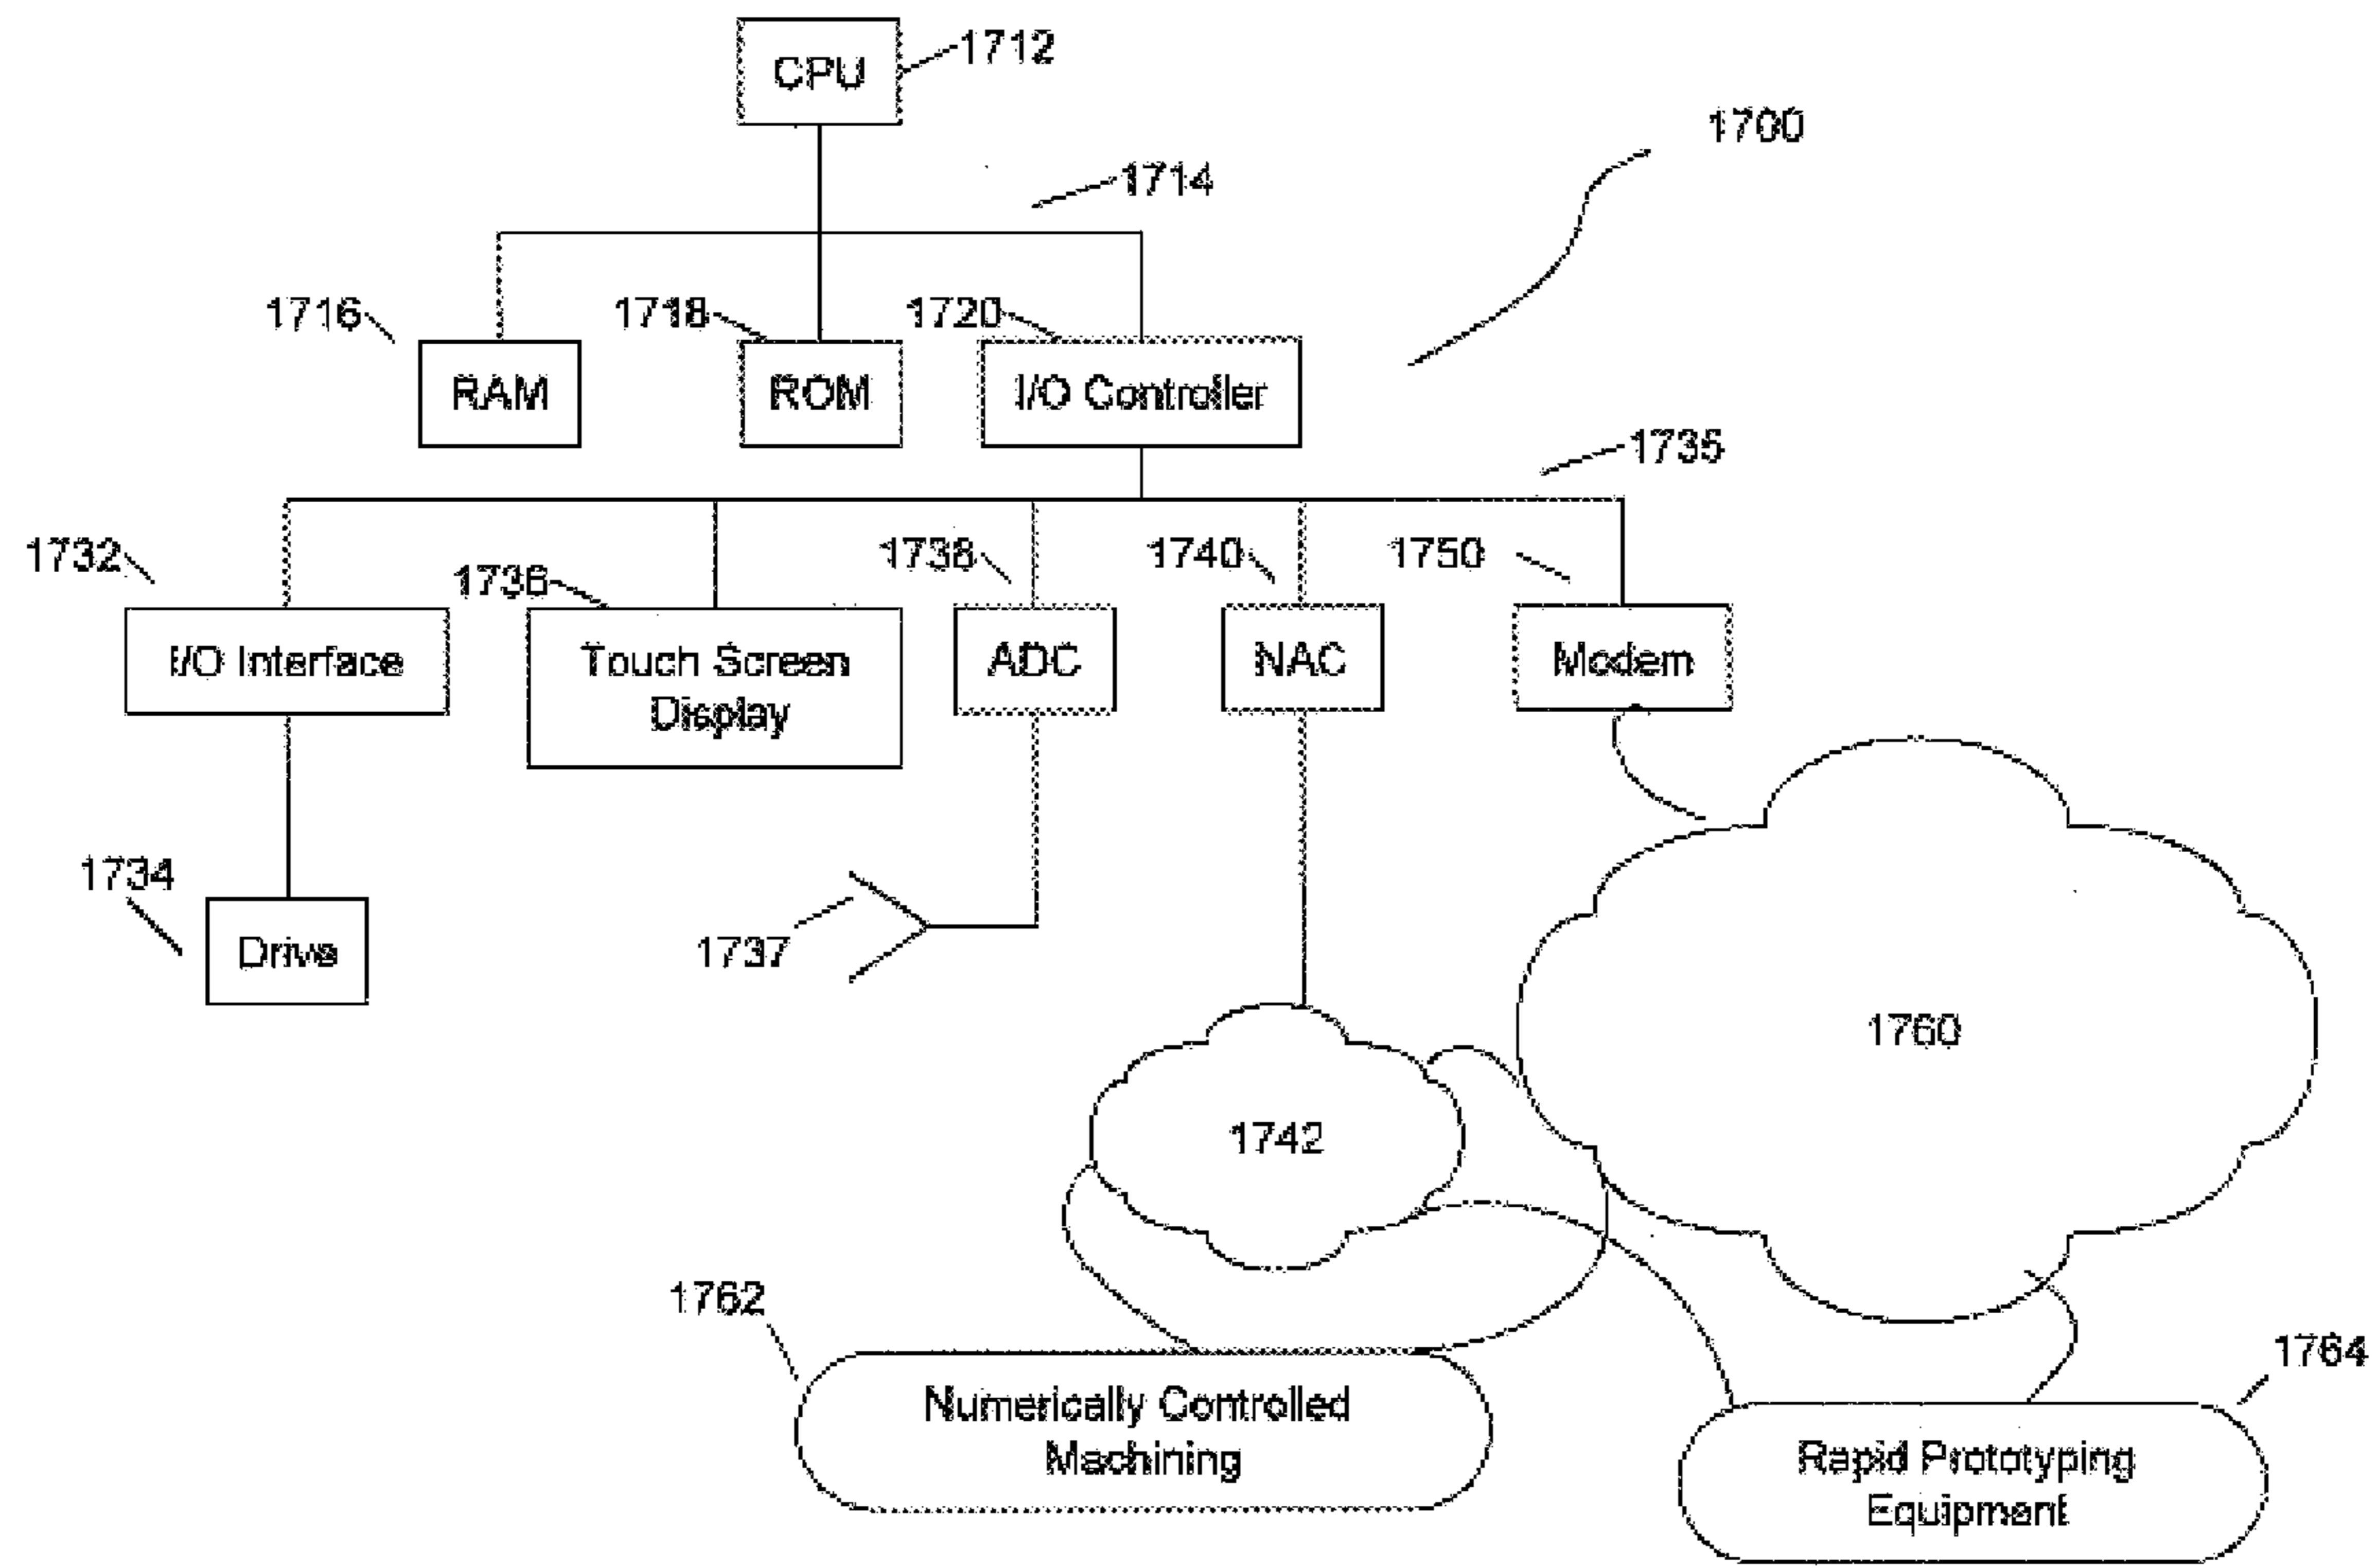 CPU
1712
1700
1714
1716
1718
1720
RAM
ROM
I/O Controller
1735
1732
1736
1738
1740
1750
I/O Interface
Touch Screen
Display
ADC
NAC
Modem
1734
Drive
1737
1760
1742
1762
1764
Numerically Controlled
Machining
Rapid Prototyping
Equipment